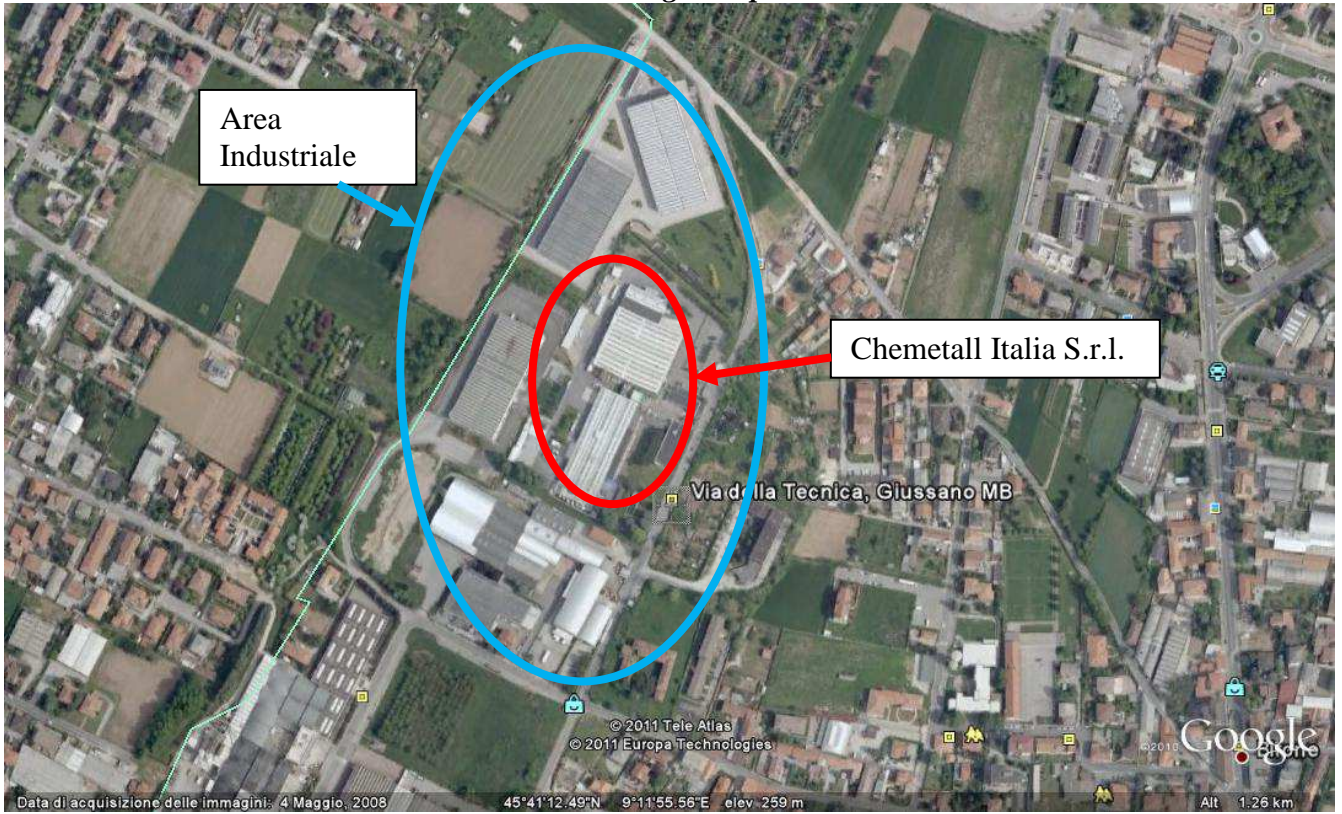 Area
Industriale
Chemetall Italia S.r.l.
Via della Tecnica, Giussano MB
© 2011 Tele Atlas
© 2011 Europa Technologies
©2010 Google
Data di acquisizione delle immagini: 4 Maggio, 2008 45°41'12.49"N 9°11'55.56"E elev 259 m Alt 1.26 km